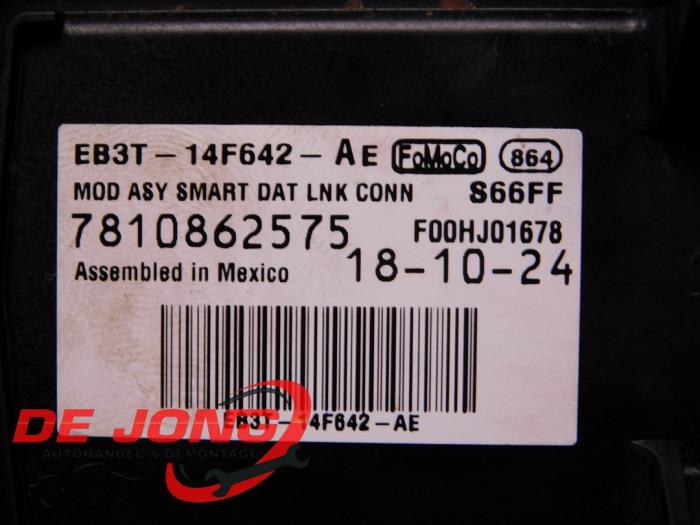 EB3T-14F642-AE FoMoCo 864
MOD ASY SMART DAT LNK CONN S66FF
7810862575 F00HJ01678
Assembled in Mexico 18-10-24
EB3T-14F642-AE
DE JONG
AUTOHANDEL & DEMONTAGE